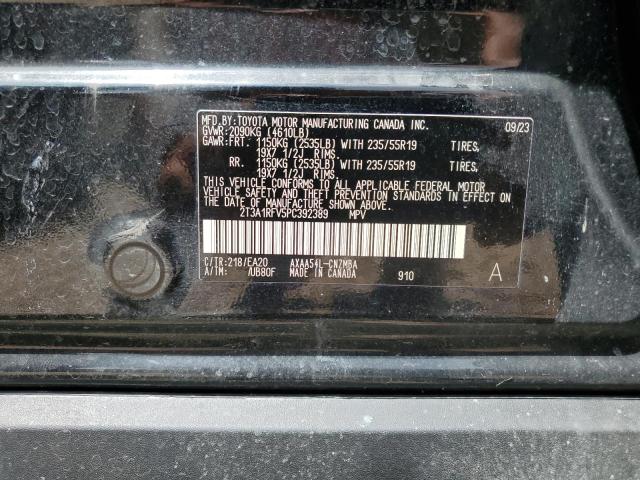 MFD.BY:TOYOTA MOTOR MANUFACTURING CANADA INC. 09/23
GVWR:2090KG (4610LB)
GAWR:FRT. 1150KG (2535LB) WITH 235/55R19 TIRES,
19X7 1/2J RIMS.
RR. 1150KG (2535LB) WITH 235/55R19 TIRES,
19X7 1/2J RIMS.
THIS VEHICLE CONFORMS TO ALL APPLICABLE FEDERAL MOTOR
VEHICLE SAFETY AND THEFT PREVENTION STANDARDS IN EFFECT ON
THE DATE OF MANUFACTURE SHOWN ABOVE.
2T3A1RFV5PC392389 MPV
C/TR:218/EA20 AXAA54L-CNZMBA
A/TM: /UB80F MADE IN CANADA 910 A